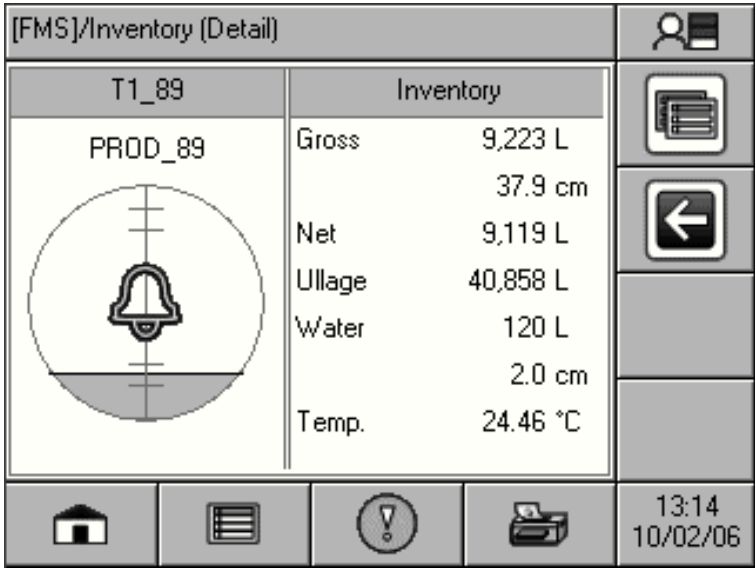 [FMS]/Inventory (Detail)
T1_89
PROD_89
Inventory
Gross 9,223 L
37.9 cm
Net 9,119 L
Ullage 40,858 L
Water 120 L
2.0 cm
Temp. 24.46 °C
13:14
10/02/06